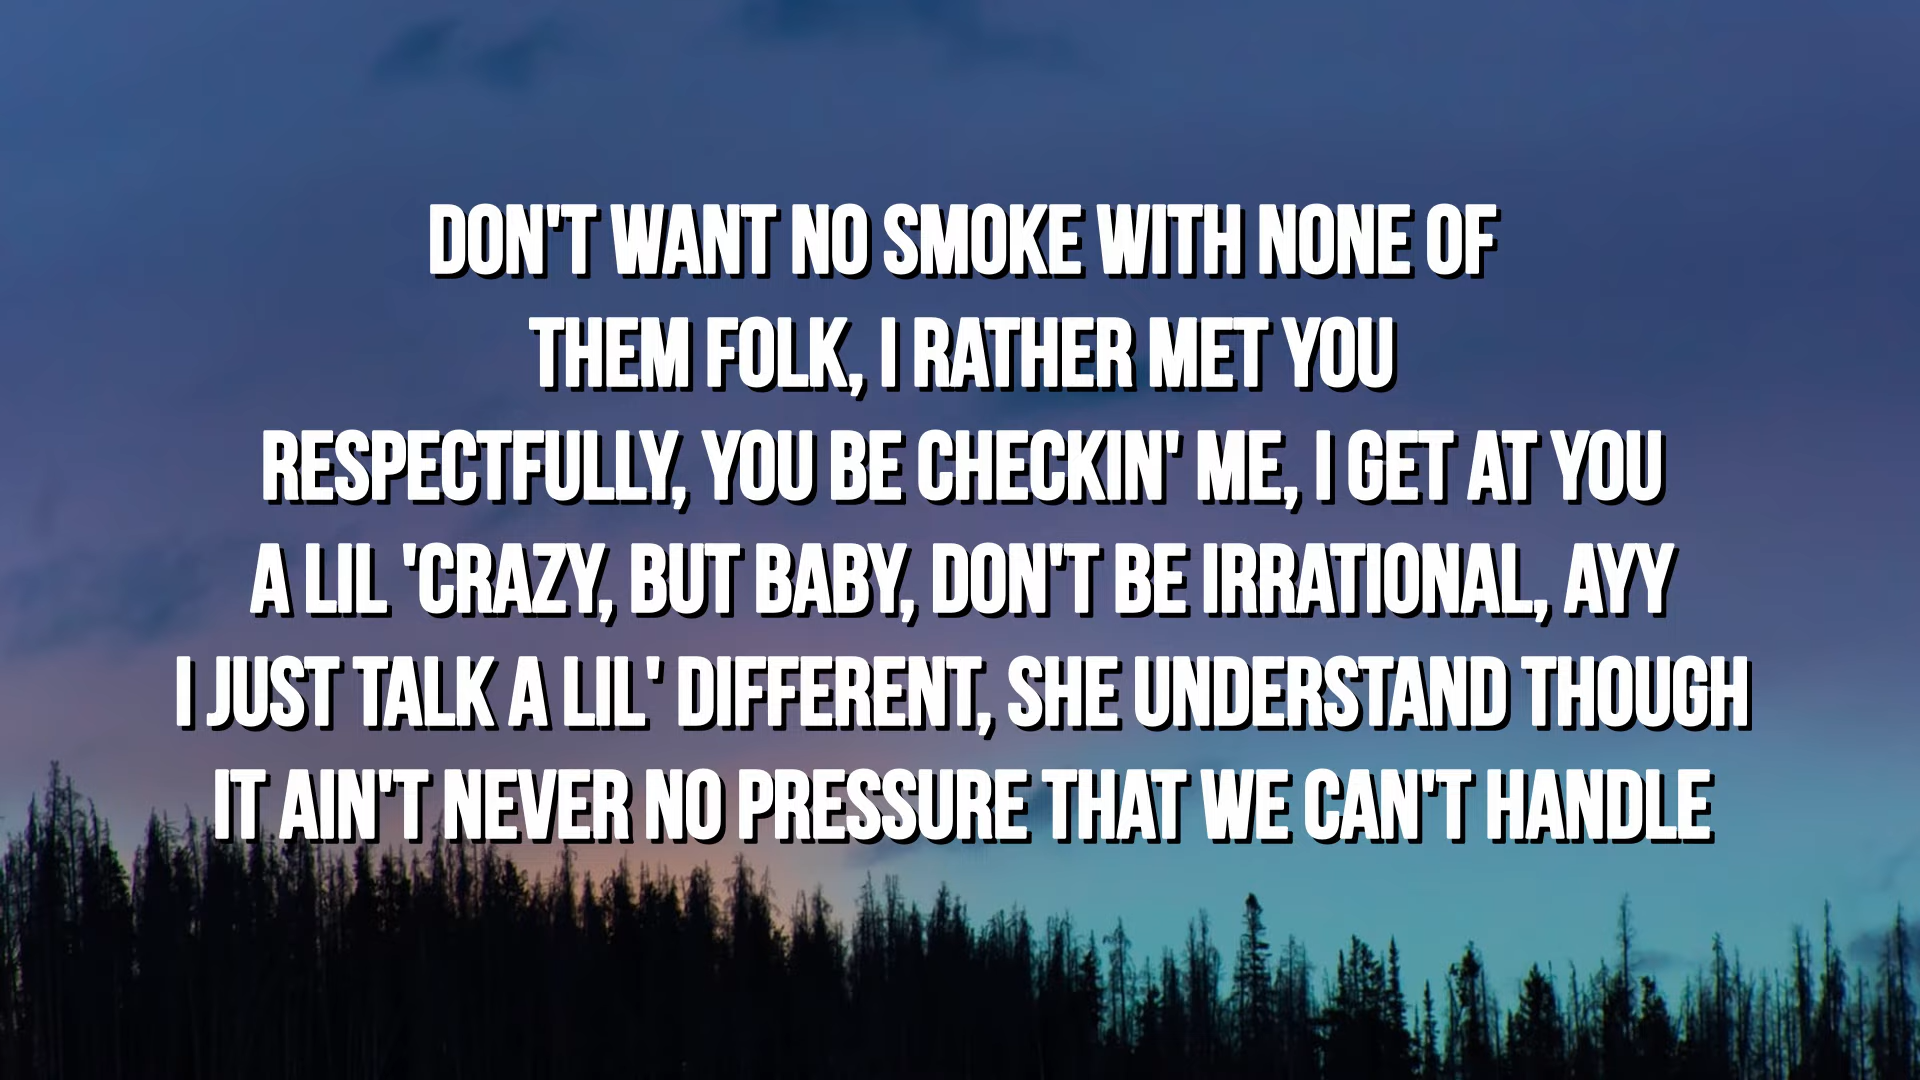 DON'T WANT NO SMOKE WITH NONE OF
THEM FOLK, I RATHER MET YOU
RESPECTFULLY, YOU BE CHECKIN' ME, I GET AT YOU
A LIL 'CRAZY, BUT BABY, DON'T BE IRRATIONAL, AYY
I JUST TALK A LIL' DIFFERENT, SHE UNDERSTAND THOUGH
IT AIN'T NEVER NO PRESSURE THAT WE CAN'T HANDLE